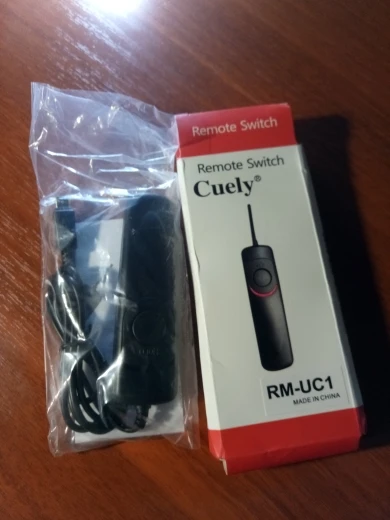 Remote Switch
Remote Switch
Cuely®
RM-UC1
MADE IN CHINA